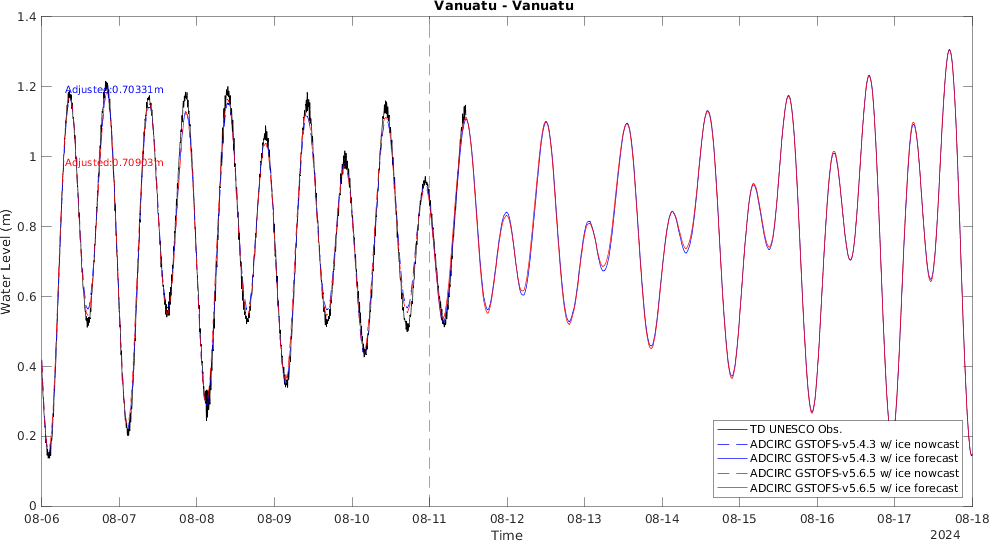 Vanuatu - Vanuatu
Water Level (m)
1.4
1.2
1
0.8
0.6
0.4
0.2
0
Adjusted:0.70331m
Adjusted:0.70903m
TD UNESCO Obs.
ADCIRC GSTOFS-v5.4.3 w/ ice nowcast
ADCIRC GSTOFS-v5.4.3 w/ ice forecast
ADCIRC GSTOFS-v5.6.5 w/ ice nowcast
ADCIRC GSTOFS-v5.6.5 w/ ice forecast
08-06 08-07 08-08 08-09 08-10 08-11 08-12 08-13 08-14 08-15 08-16 08-17 08-18
Time
2024